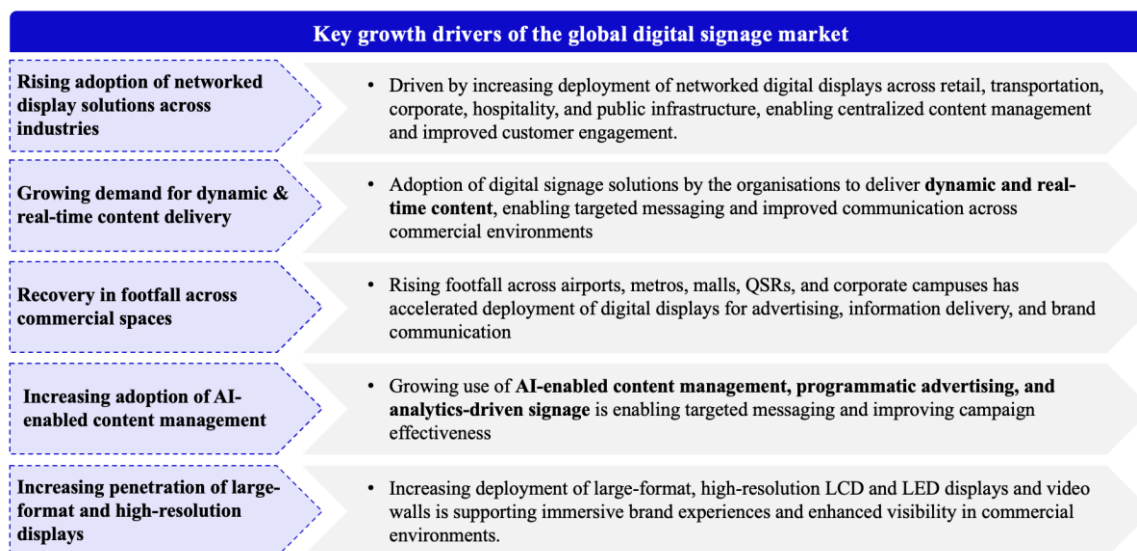 Key growth drivers of the global digital signage market
Rising adoption of networked
display solutions across
industries
• Driven by increasing deployment of networked digital displays across retail, transportation,
corporate, hospitality, and public infrastructure, enabling centralized content management
and improved customer engagement.
Growing demand for dynamic &
real-time content delivery
• Adoption of digital signage solutions by the organisations to deliver dynamic and real-
time content, enabling targeted messaging and improved communication across
commercial environments
Recovery in footfall across
commercial spaces
• Rising footfall across airports, metros, malls, QSRs, and corporate campuses has
accelerated deployment of digital displays for advertising, information delivery, and brand
communication
Increasing adoption of AI-
enabled content management
• Growing use of AI-enabled content management, programmatic advertising, and
analytics-driven signage is enabling targeted messaging and improving campaign
effectiveness
Increasing penetration of large-
format and high-resolution
displays
• Increasing deployment of large-format, high-resolution LCD and LED displays and video
walls is supporting immersive brand experiences and enhanced visibility in commercial
environments.